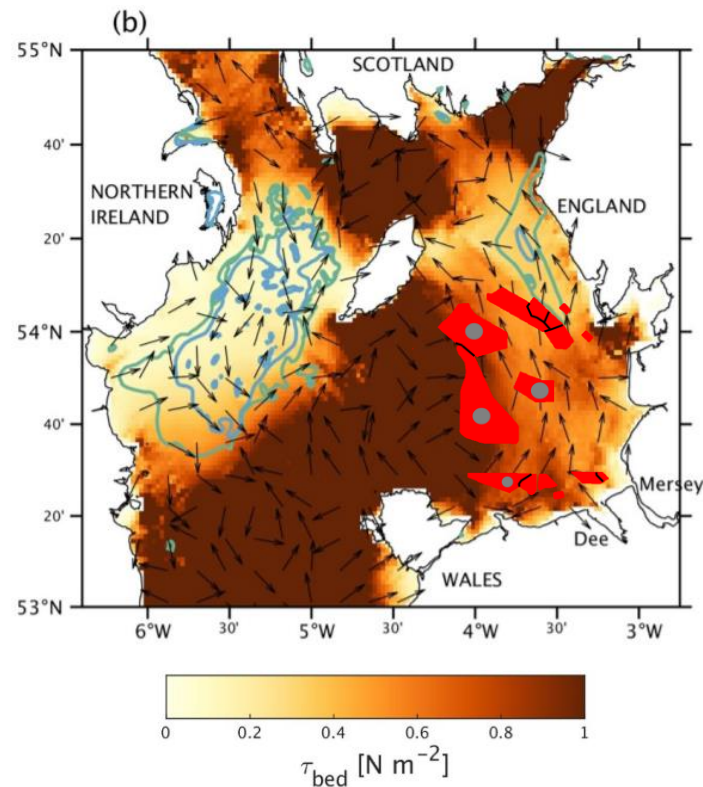 (b)
55°N
SCOTLAND
40'
NORTHERN
IRELAND
ENGLAND
20'
54°N
40'
Mersey
20'
Dee
WALES
53°N
6°W 30' 5°W 30' 4°W 30' 3°W
0 0.2 0.4 0.6 0.8 1
τbed [N m⁻²]